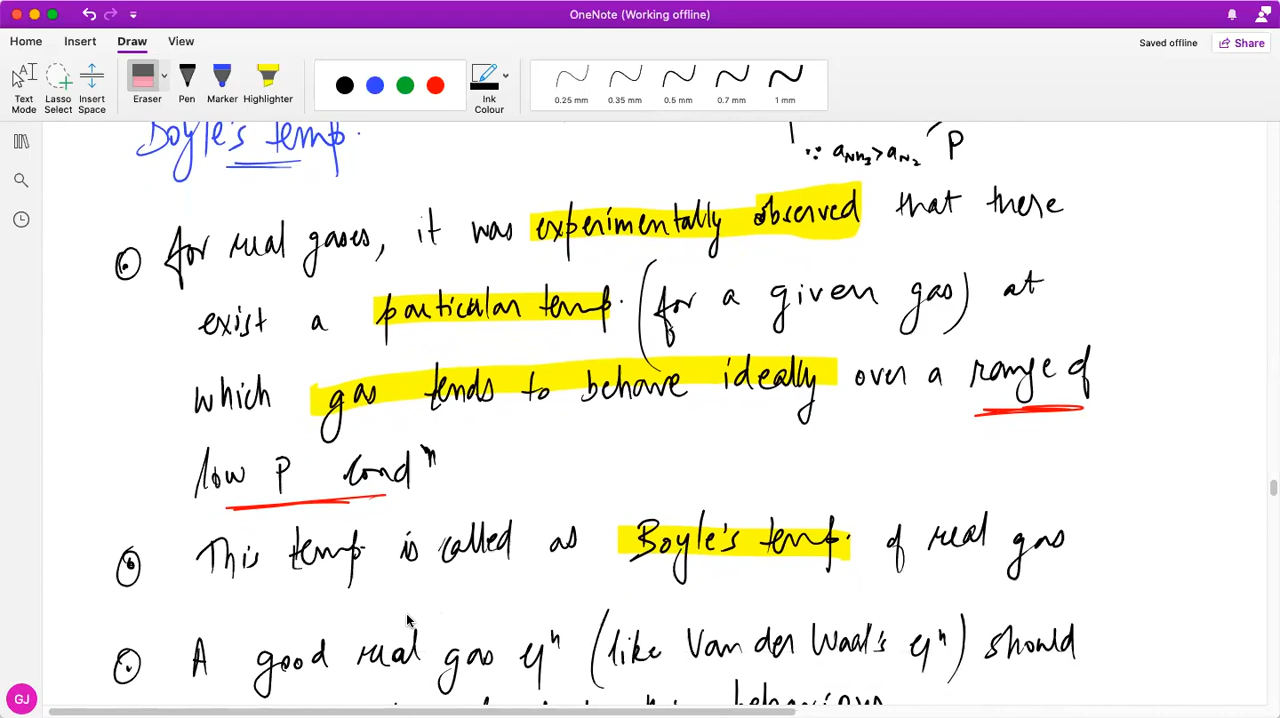 OneNote (Working offline)
Home Insert Draw View
Saved offline
Share
Text Mode
Lasso Select
Insert Space
Eraser
Pen
Marker
Highlighter
Ink Colour
0.25 mm 0.35 mm 0.5 mm 0.7 mm 1 mm
Boyle's temp.
∵ aNH3 > aN2 P
for real gases, it was experimentally observed that there
exist a particular temp. (for a given gas) at
which gas tends to behave ideally over a range of
low P condⁿ
This temp. is called as Boyle's temp. of real gas
A good real gas eqⁿ (like Van der Waal's eqⁿ) should
behaviour
GJ